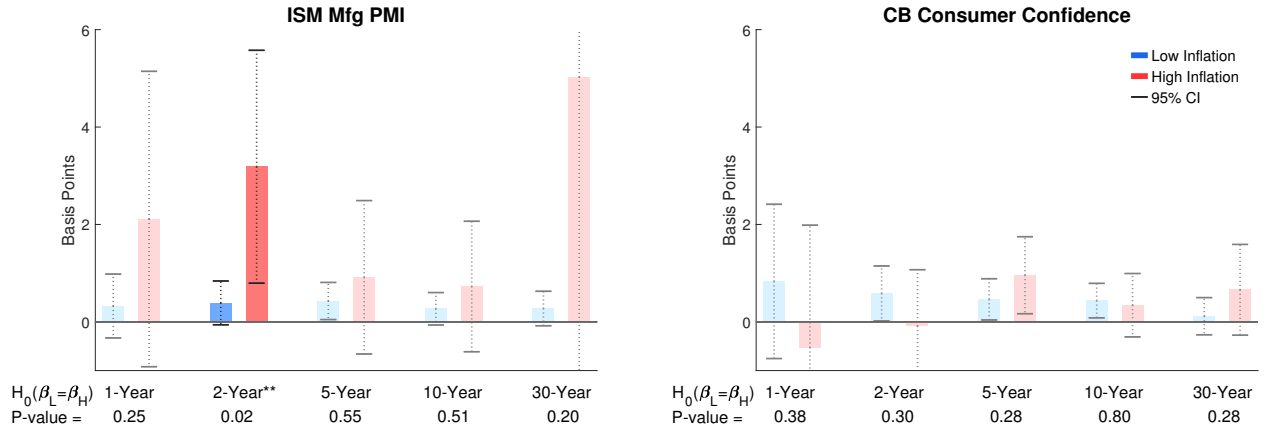 ISM Mfg PMI
6
4
2
0
Basis Points
H0(βL=βH) 1-Year 2-Year** 5-Year 10-Year 30-Year
P-value = 0.25 0.02 0.55 0.51 0.20
CB Consumer Confidence
6
4
2
0
Basis Points
Low Inflation
High Inflation
95% CI
H0(βL=βH) 1-Year 2-Year 5-Year 10-Year 30-Year
P-value = 0.38 0.30 0.28 0.80 0.28